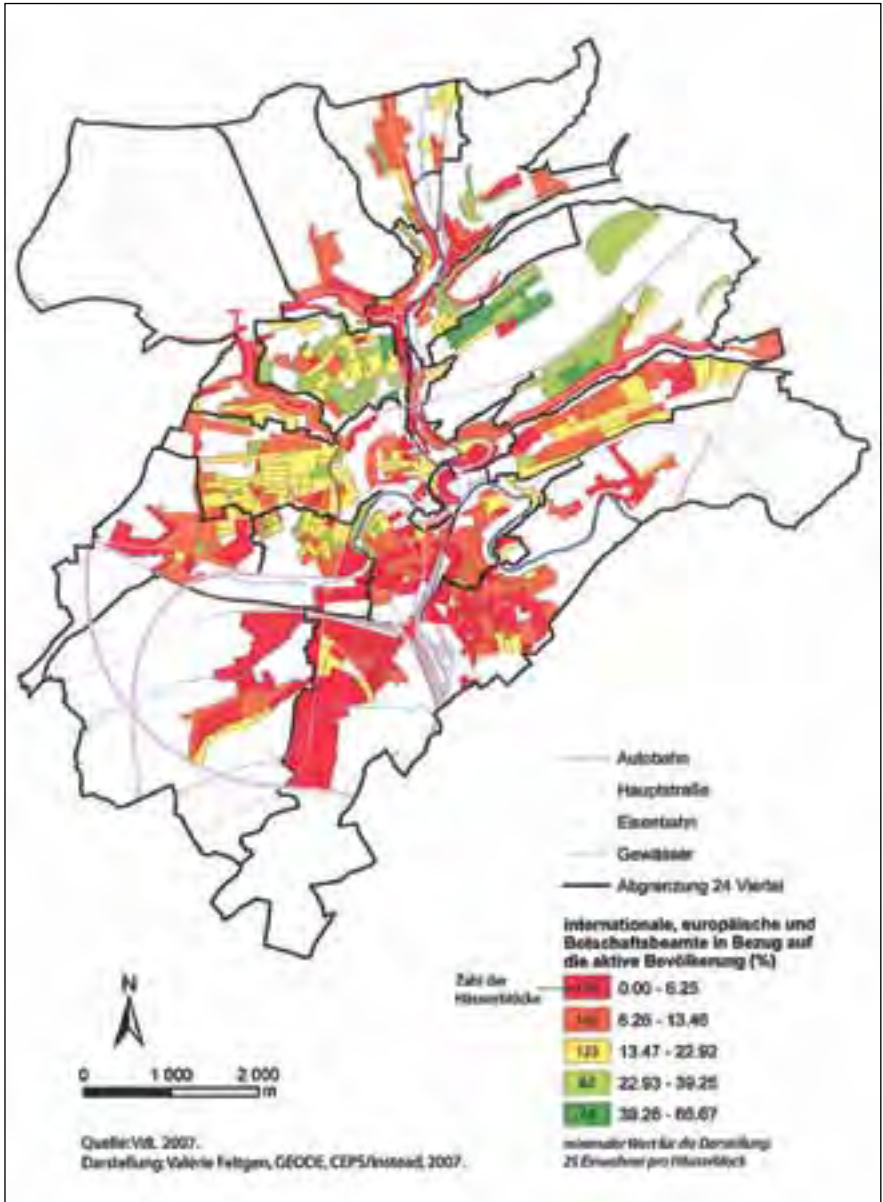 Autobahn
Hauptstraße
Eisenbahn
Gewässer
Abgrenzung 24 Viertel
Internationale, europäische und
Botschaftsbeamte in Bezug auf
die aktive Bevölkerung (%)
Zahl der
Häuserblöcke
0.00 - 6.25
6.26 - 13.46
123 13.47 - 22.92
22.93 - 39.25
39.26 - 66.67
minimaler Wert für die Darstellung:
25 Einwohner pro Häuserblock
N
0 1 000 2 000
m
Quelle: VdL 2007.
Darstellung: Valérie Feltgen, GEODE, CEPS/Instead, 2007.